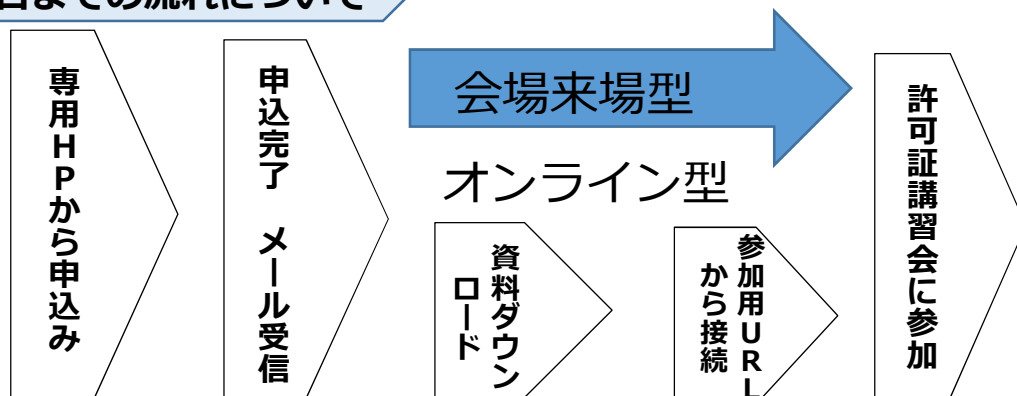 日までの流れについて
専用HPから申込み
申込完了　メール受信
会場来場型
オンライン型
資料ダウン
ロード
参加用URL
から接続
許可証講習会に参加